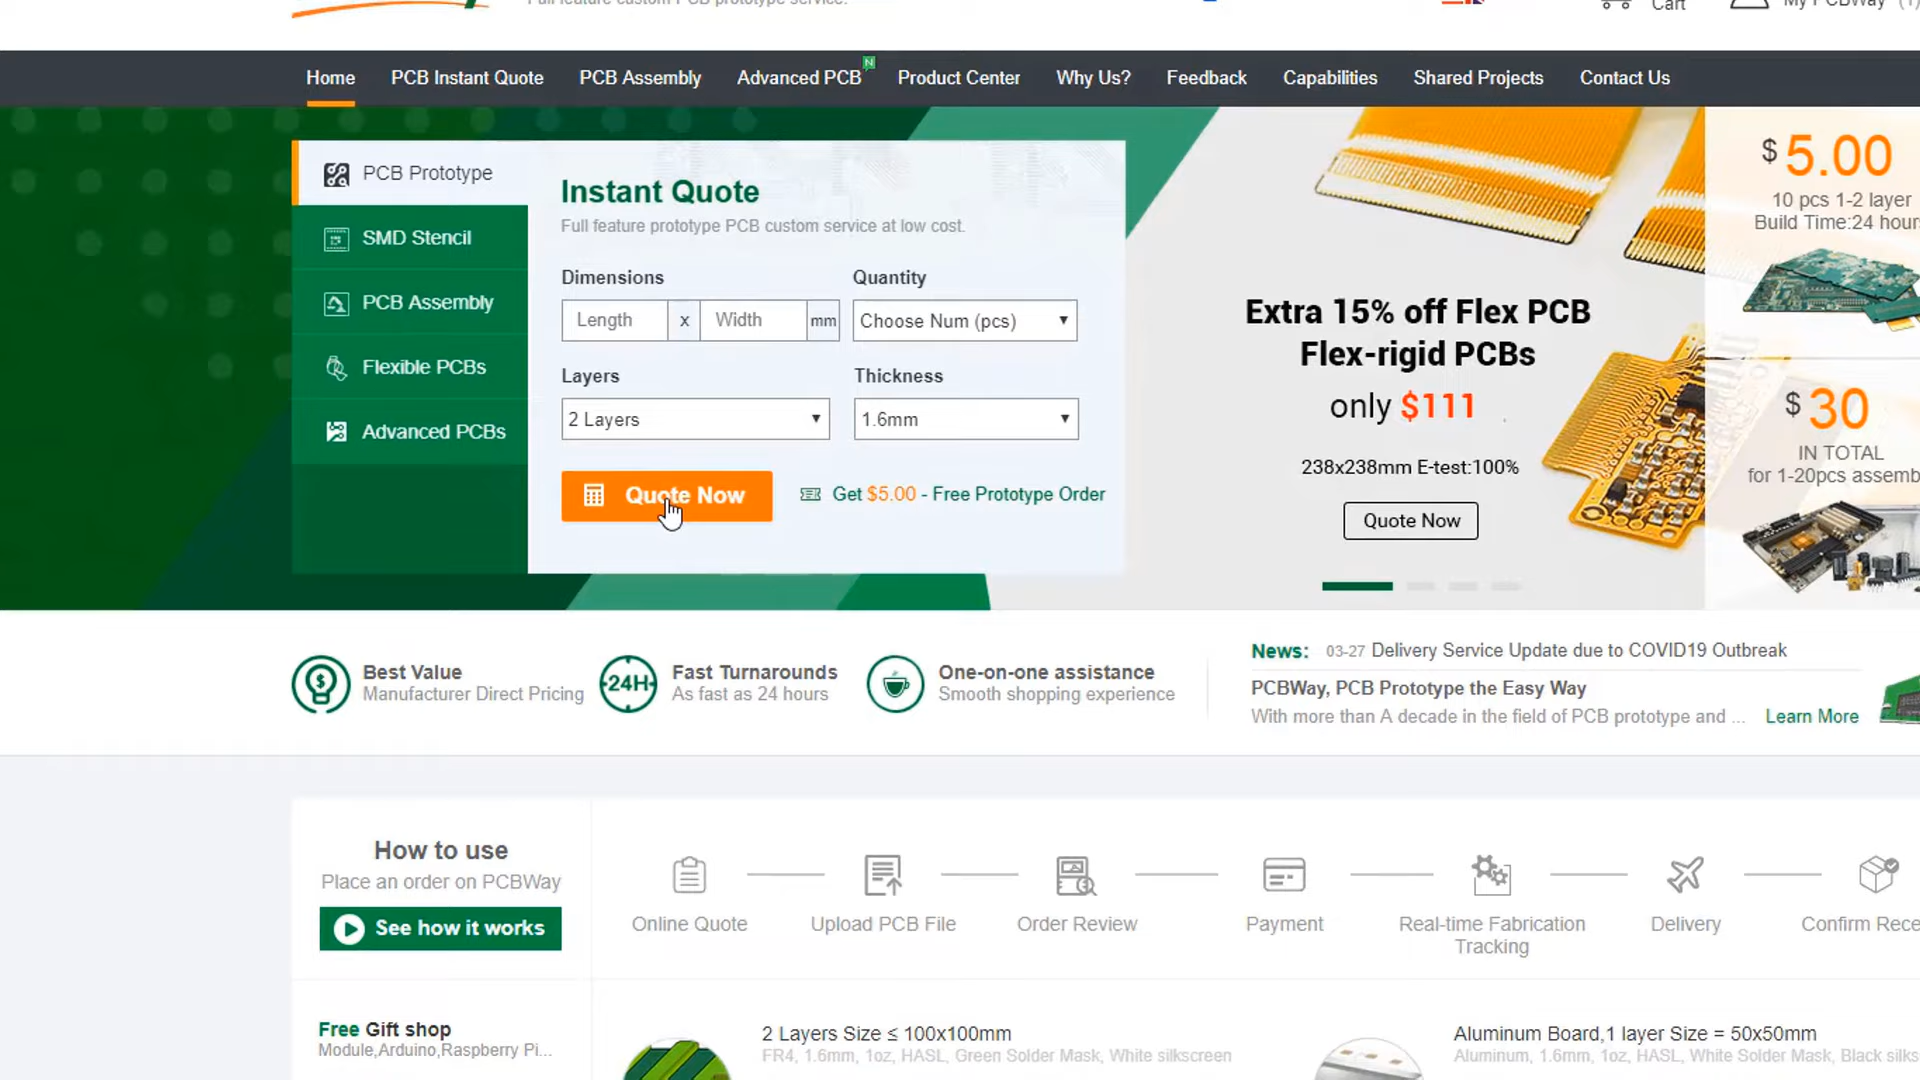 Full feature custom PCB prototype service.
Cart
My PCBWay
Home PCB Instant Quote PCB Assembly Advanced PCB N Product Center Why Us? Feedback Capabilities Shared Projects Contact Us
PCB Prototype
SMD Stencil
PCB Assembly
Flexible PCBs
Advanced PCBs
Instant Quote
Full feature prototype PCB custom service at low cost.
Dimensions Quantity
Length x Width mm Choose Num (pcs)
Layers Thickness
2 Layers 1.6mm
Quote Now Get $5.00 - Free Prototype Order
Extra 15% off Flex PCB
Flex-rigid PCBs
only $111
238x238mm E-test:100%
Quote Now
$ 5.00
10 pcs 1-2 layer
Build Time:24 hour
$ 30
IN TOTAL
for 1-20pcs assemb
Best Value
Manufacturer Direct Pricing
24H
Fast Turnarounds
As fast as 24 hours
One-on-one assistance
Smooth shopping experience
News: 03-27 Delivery Service Update due to COVID19 Outbreak
PCBWay, PCB Prototype the Easy Way
With more than A decade in the field of PCB prototype and ... Learn More
How to use
Place an order on PCBWay
See how it works
Online Quote
Upload PCB File
Order Review
Payment
Real-time Fabrication
Tracking
Delivery
Confirm Rece
Free Gift shop
Module,Arduino,Raspberry Pi...
2 Layers Size ≤ 100x100mm
FR4, 1.6mm, 1oz, HASL, Green Solder Mask, White silkscreen
Aluminum Board,1 layer Size = 50x50mm
Aluminum, 1.6mm, 1oz, HASL, White Solder Mask, Black silks